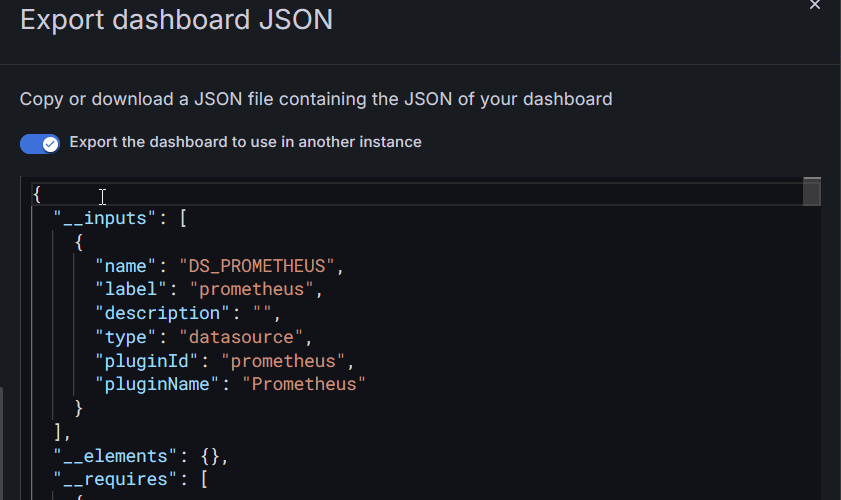 Export dashboard JSON
Copy or download a JSON file containing the JSON of your dashboard
Export the dashboard to use in another instance
{
"__inputs": [
{
"name": "DS_PROMETHEUS",
"label": "prometheus",
"description": "",
"type": "datasource",
"pluginId": "prometheus",
"pluginName": "Prometheus"
}
],
"__elements": {},
"__requires": [
{